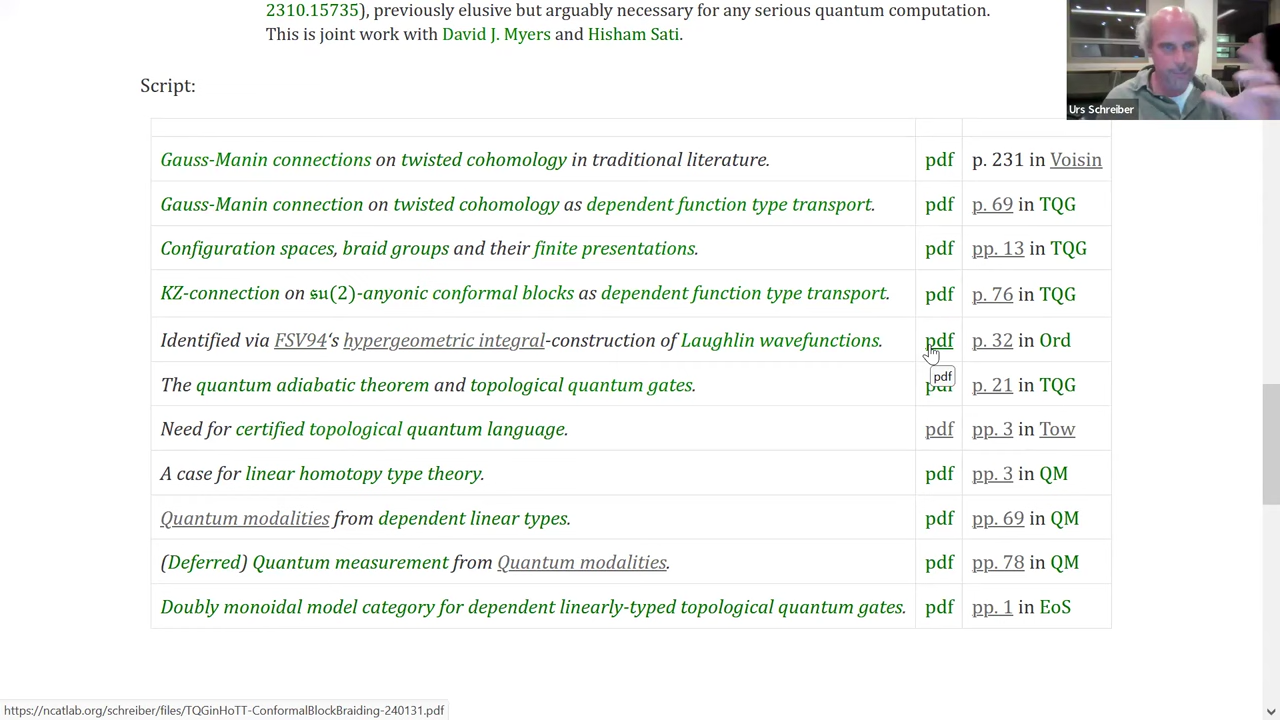 2310.15735), previously elusive but arguably necessary for any serious quantum computation.
This is joint work with David J. Myers and Hisham Sati.
Urs Schreiber
Script:
Gauss-Manin connections on twisted cohomology in traditional literature. pdf p. 231 in Voisin
Gauss-Manin connection on twisted cohomology as dependent function type transport. pdf p. 69 in TQG
Configuration spaces, braid groups and their finite presentations. pdf pp. 13 in TQG
KZ-connection on 𝔰𝔲(2)-anyonic conformal blocks as dependent function type transport. pdf p. 76 in TQG
Identified via FSV94‘s hypergeometric integral-construction of Laughlin wavefunctions. pdf p. 32 in Ord
pdf
The quantum adiabatic theorem and topological quantum gates. pdf p. 21 in TQG
Need for certified topological quantum language. pdf pp. 3 in Tow
A case for linear homotopy type theory. pdf pp. 3 in QM
Quantum modalities from dependent linear types. pdf pp. 69 in QM
(Deferred) Quantum measurement from Quantum modalities. pdf pp. 78 in QM
Doubly monoidal model category for dependent linearly-typed topological quantum gates. pdf pp. 1 in EoS
https://ncatlab.org/schreiber/files/TQGinHoTT-ConformalBlockBraiding-240131.pdf